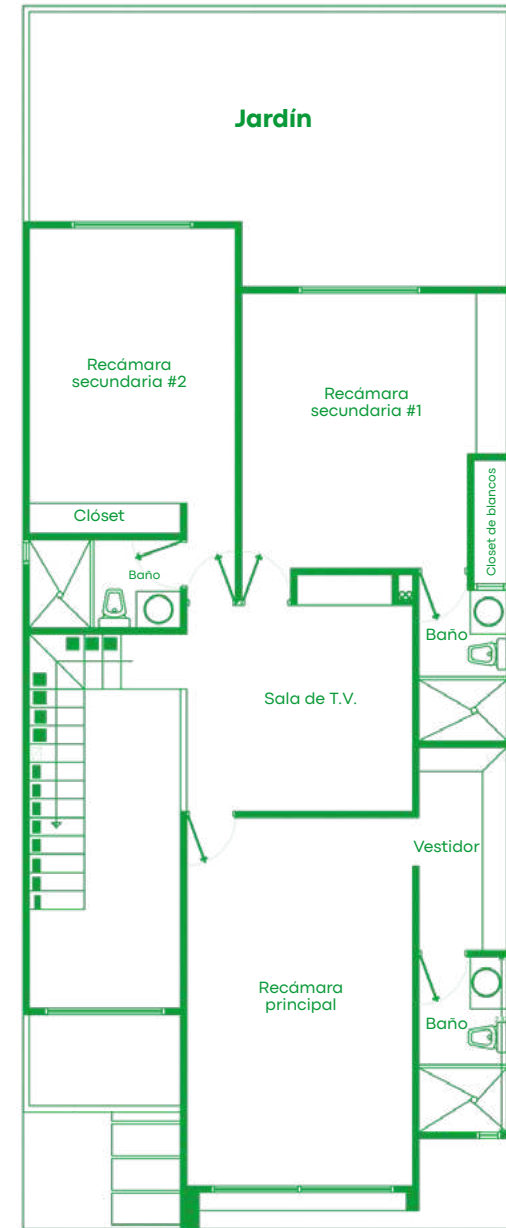 Jardín
Recámara
secundaria #2
Recámara
secundaria #1
Closet de blancos
Clóset
Baño
Baño
Sala de T.V.
Vestidor
Recámara
principal
Baño